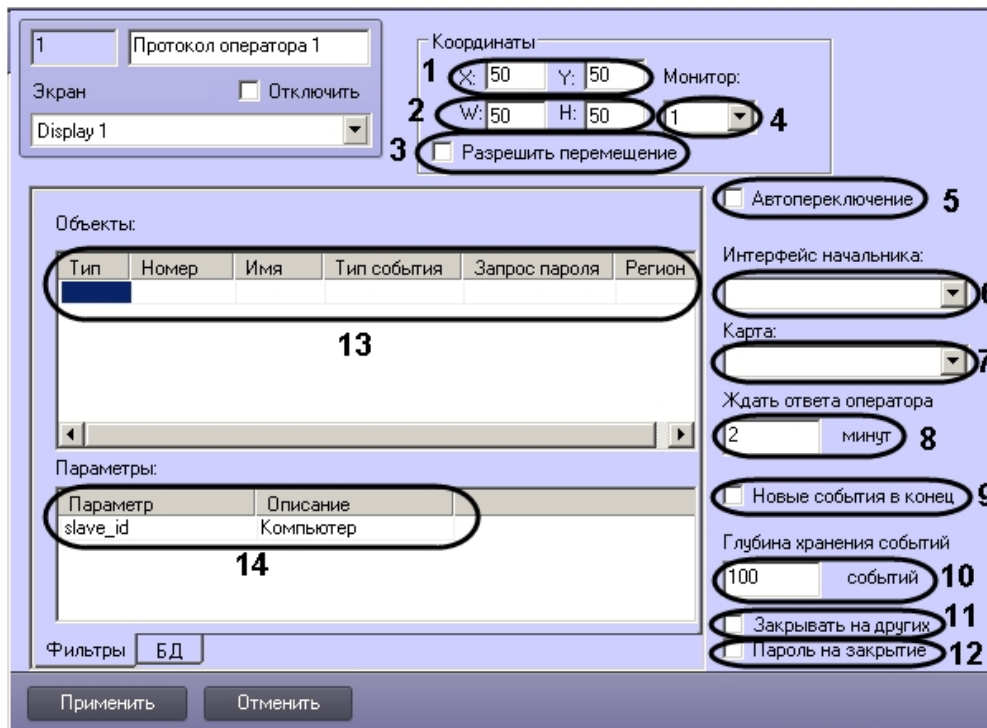 1 Протокол оператора 1
Экран Отключить
Display 1
Координаты
1 X: 50 Y: 50 Монитор:
2 W: 50 H: 50 1 4
3 Разрешить перемещение
Автопереключение 5
Объекты:
Тип Номер Имя Тип события Запрос пароля Регион
13
Параметры:
Параметр Описание
slave_id Компьютер
14
Фильтры БД
Интерфейс начальника:
6
Карта:
7
Ждать ответа оператора
2 минут 8
Новые события в конец 9
Глубина хранения событий
100 событий 10
Закрывать на других 11
Пароль на закрытие 12
Применить Отменить